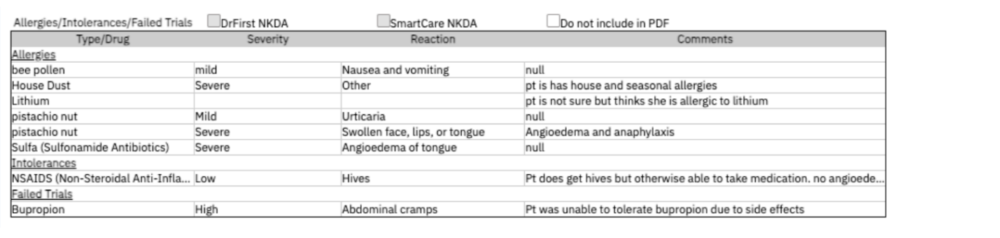 Allergies/Intolerances/Failed Trials DrFirst NKDA SmartCare NKDA Do not include in PDF
Type/Drug Severity Reaction Comments
Allergies
bee pollen mild Nausea and vomiting null
House Dust Severe Other pt is has house and seasonal allergies
Lithium pt is not sure but thinks she is allergic to lithium
pistachio nut Mild Urticaria null
pistachio nut Severe Swollen face, lips, or tongue Angioedema and anaphylaxis
Sulfa (Sulfonamide Antibiotics) Severe Angioedema of tongue null
Intolerances
NSAIDS (Non-Steroidal Anti-Infla... Low Hives Pt does get hives but otherwise able to take medication. no angioede...
Failed Trials
Bupropion High Abdominal cramps Pt was unable to tolerate bupropion due to side effects